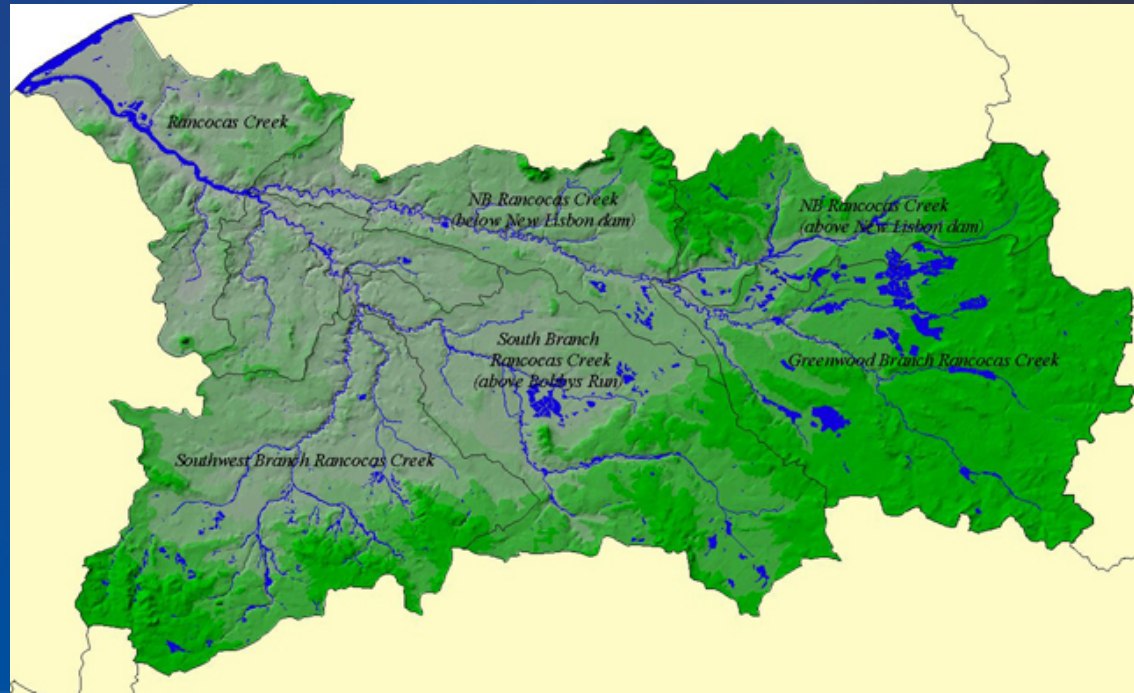 Rancocas Creek
NB Rancocas Creek
(below New Lisbon dam)
NB Rancocas Creek
(above New Lisbon dam)
South Branch
Rancocas Creek
(above Bobbys Run)
Greenwood Branch Rancocas Creek
Southwest Branch Rancocas Creek